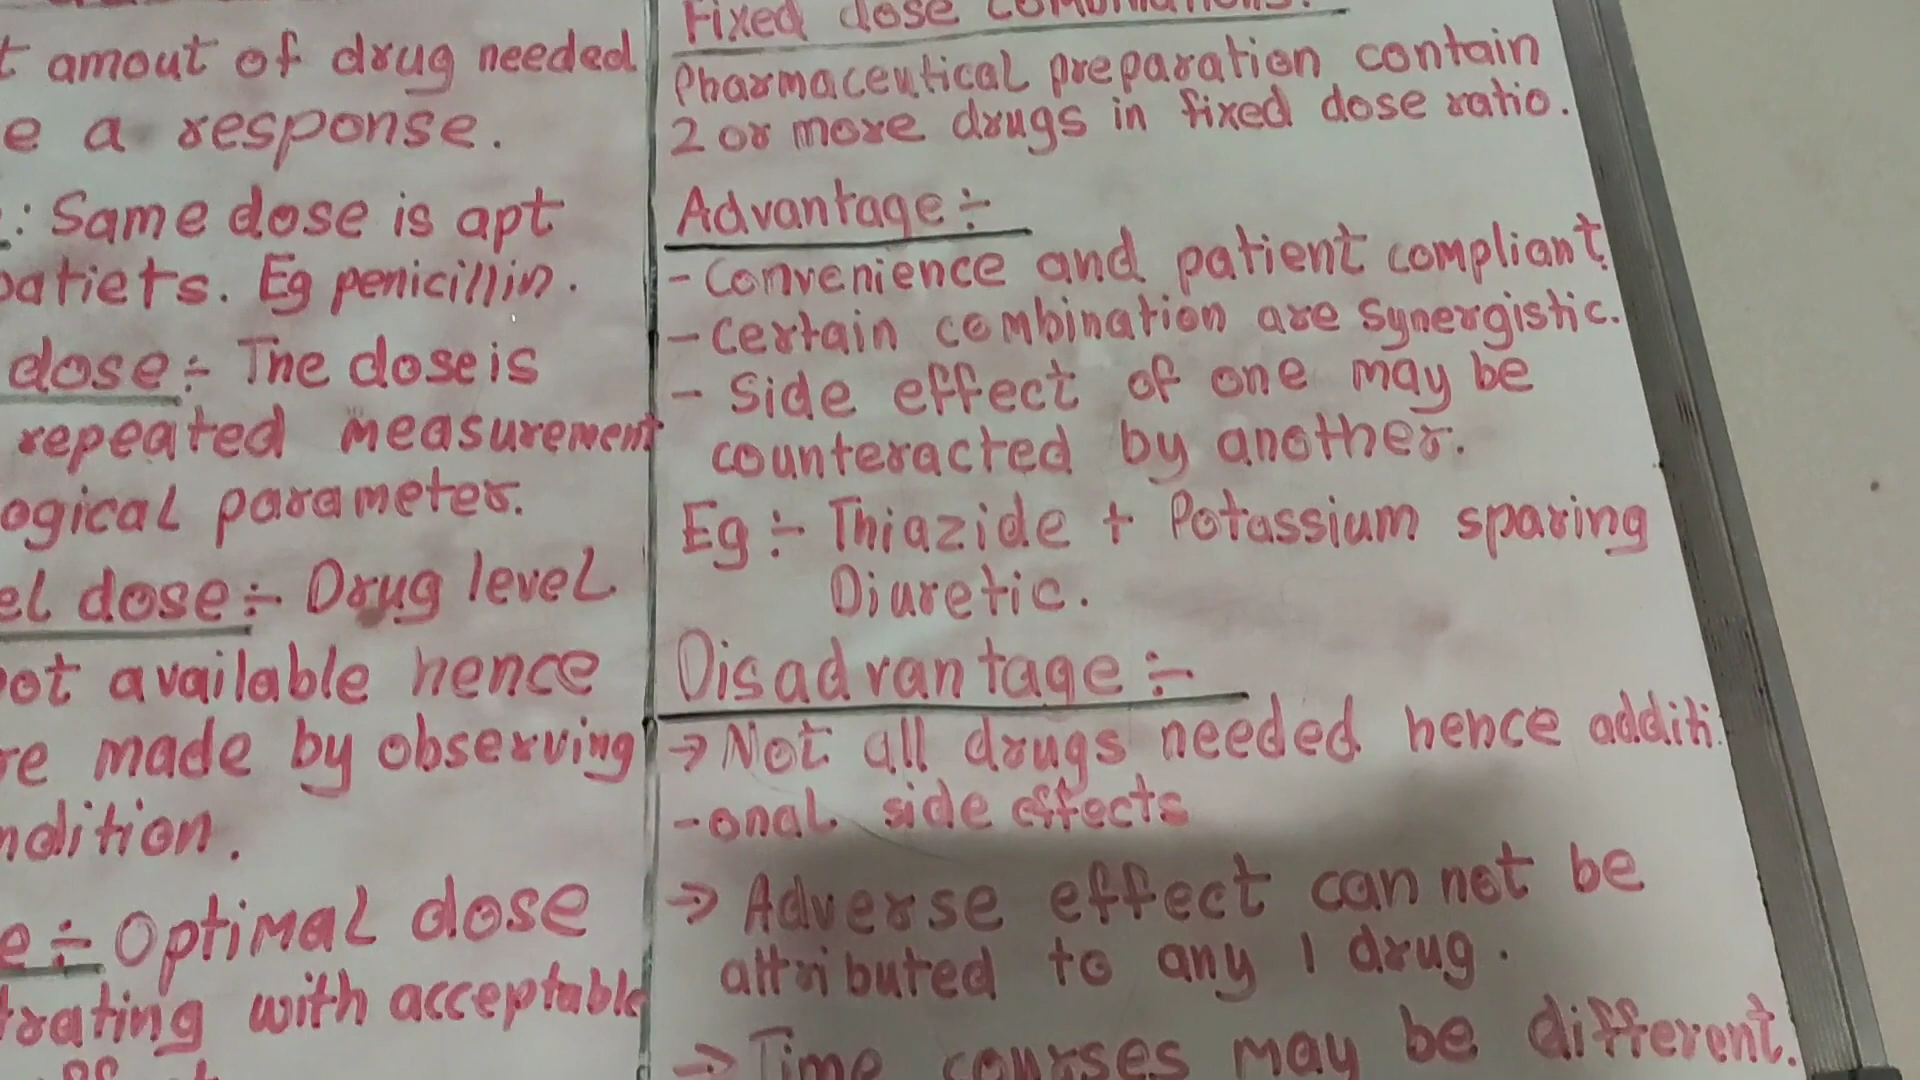 t amout of drug needed
e a response.
: Same dose is apt
patiets. Eg penicillin.
dose ÷ The dose is
repeated measurement
ogical parameter.
el dose ÷ Drug level
not available hence
re made by observing
ndition.
e ÷ Optimal dose
trating with acceptable
Fixed dose combinations:
Pharmaceutical preparation contain
2 or more drugs in fixed dose ratio.
Advantage ÷
- Convenience and patient compliant.
- Certain combination are synergistic.
- Side effect of one may be
counteracted by another.
Eg ÷ Thiazide + Potassium sparing
Diuretic.
Disadvantage ÷
→ Not all drugs needed hence additi
-onal side effects
→ Adverse effect can not be
attributed to any 1 drug.
→ Time courses may be different.